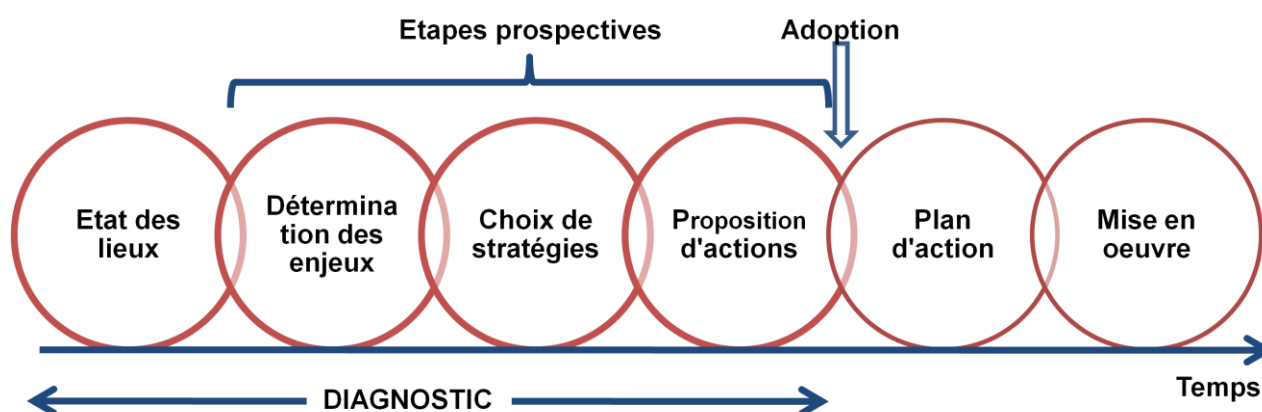 Etapes prospectives
Adoption
Etat des
lieux
Détermina
tion des
enjeux
Choix de
stratégies
Proposition
d'actions
Plan
d'action
Mise en
oeuvre
Temps
DIAGNOSTIC